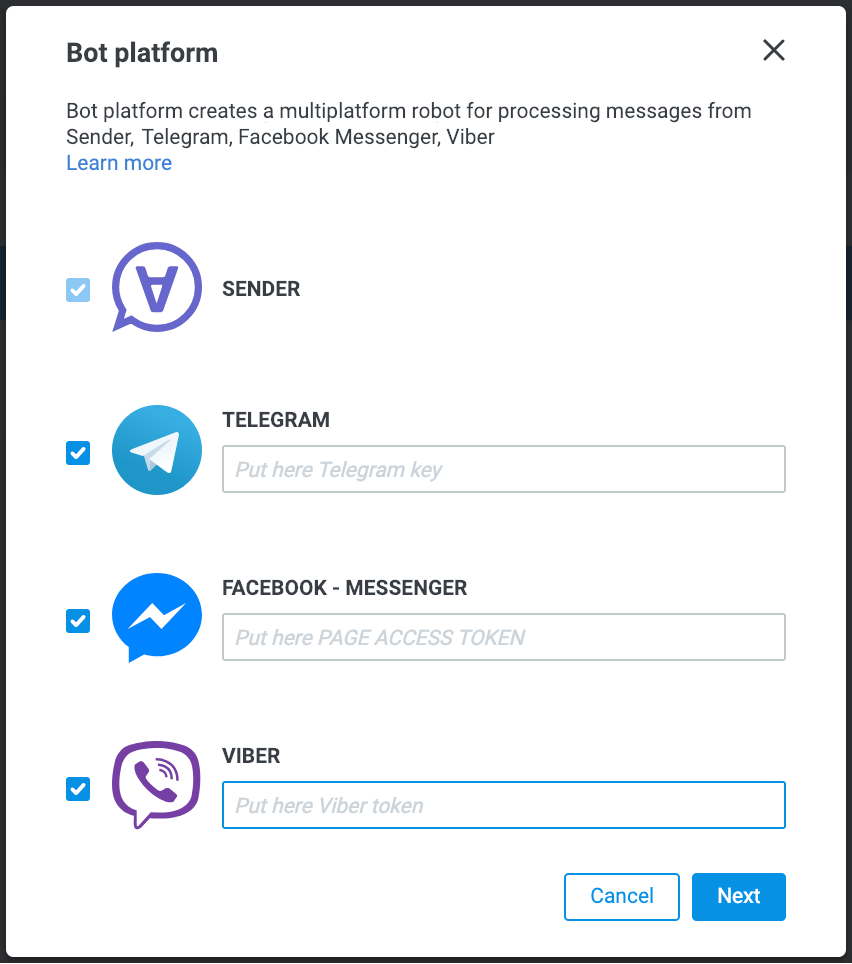 Bot platform
Bot platform creates a multiplatform robot for processing messages from
Sender, Telegram, Facebook Messenger, Viber
Learn more
SENDER
TELEGRAM
Put here Telegram key
FACEBOOK - MESSENGER
Put here PAGE ACCESS TOKEN
VIBER
Put here Viber token
Cancel
Next